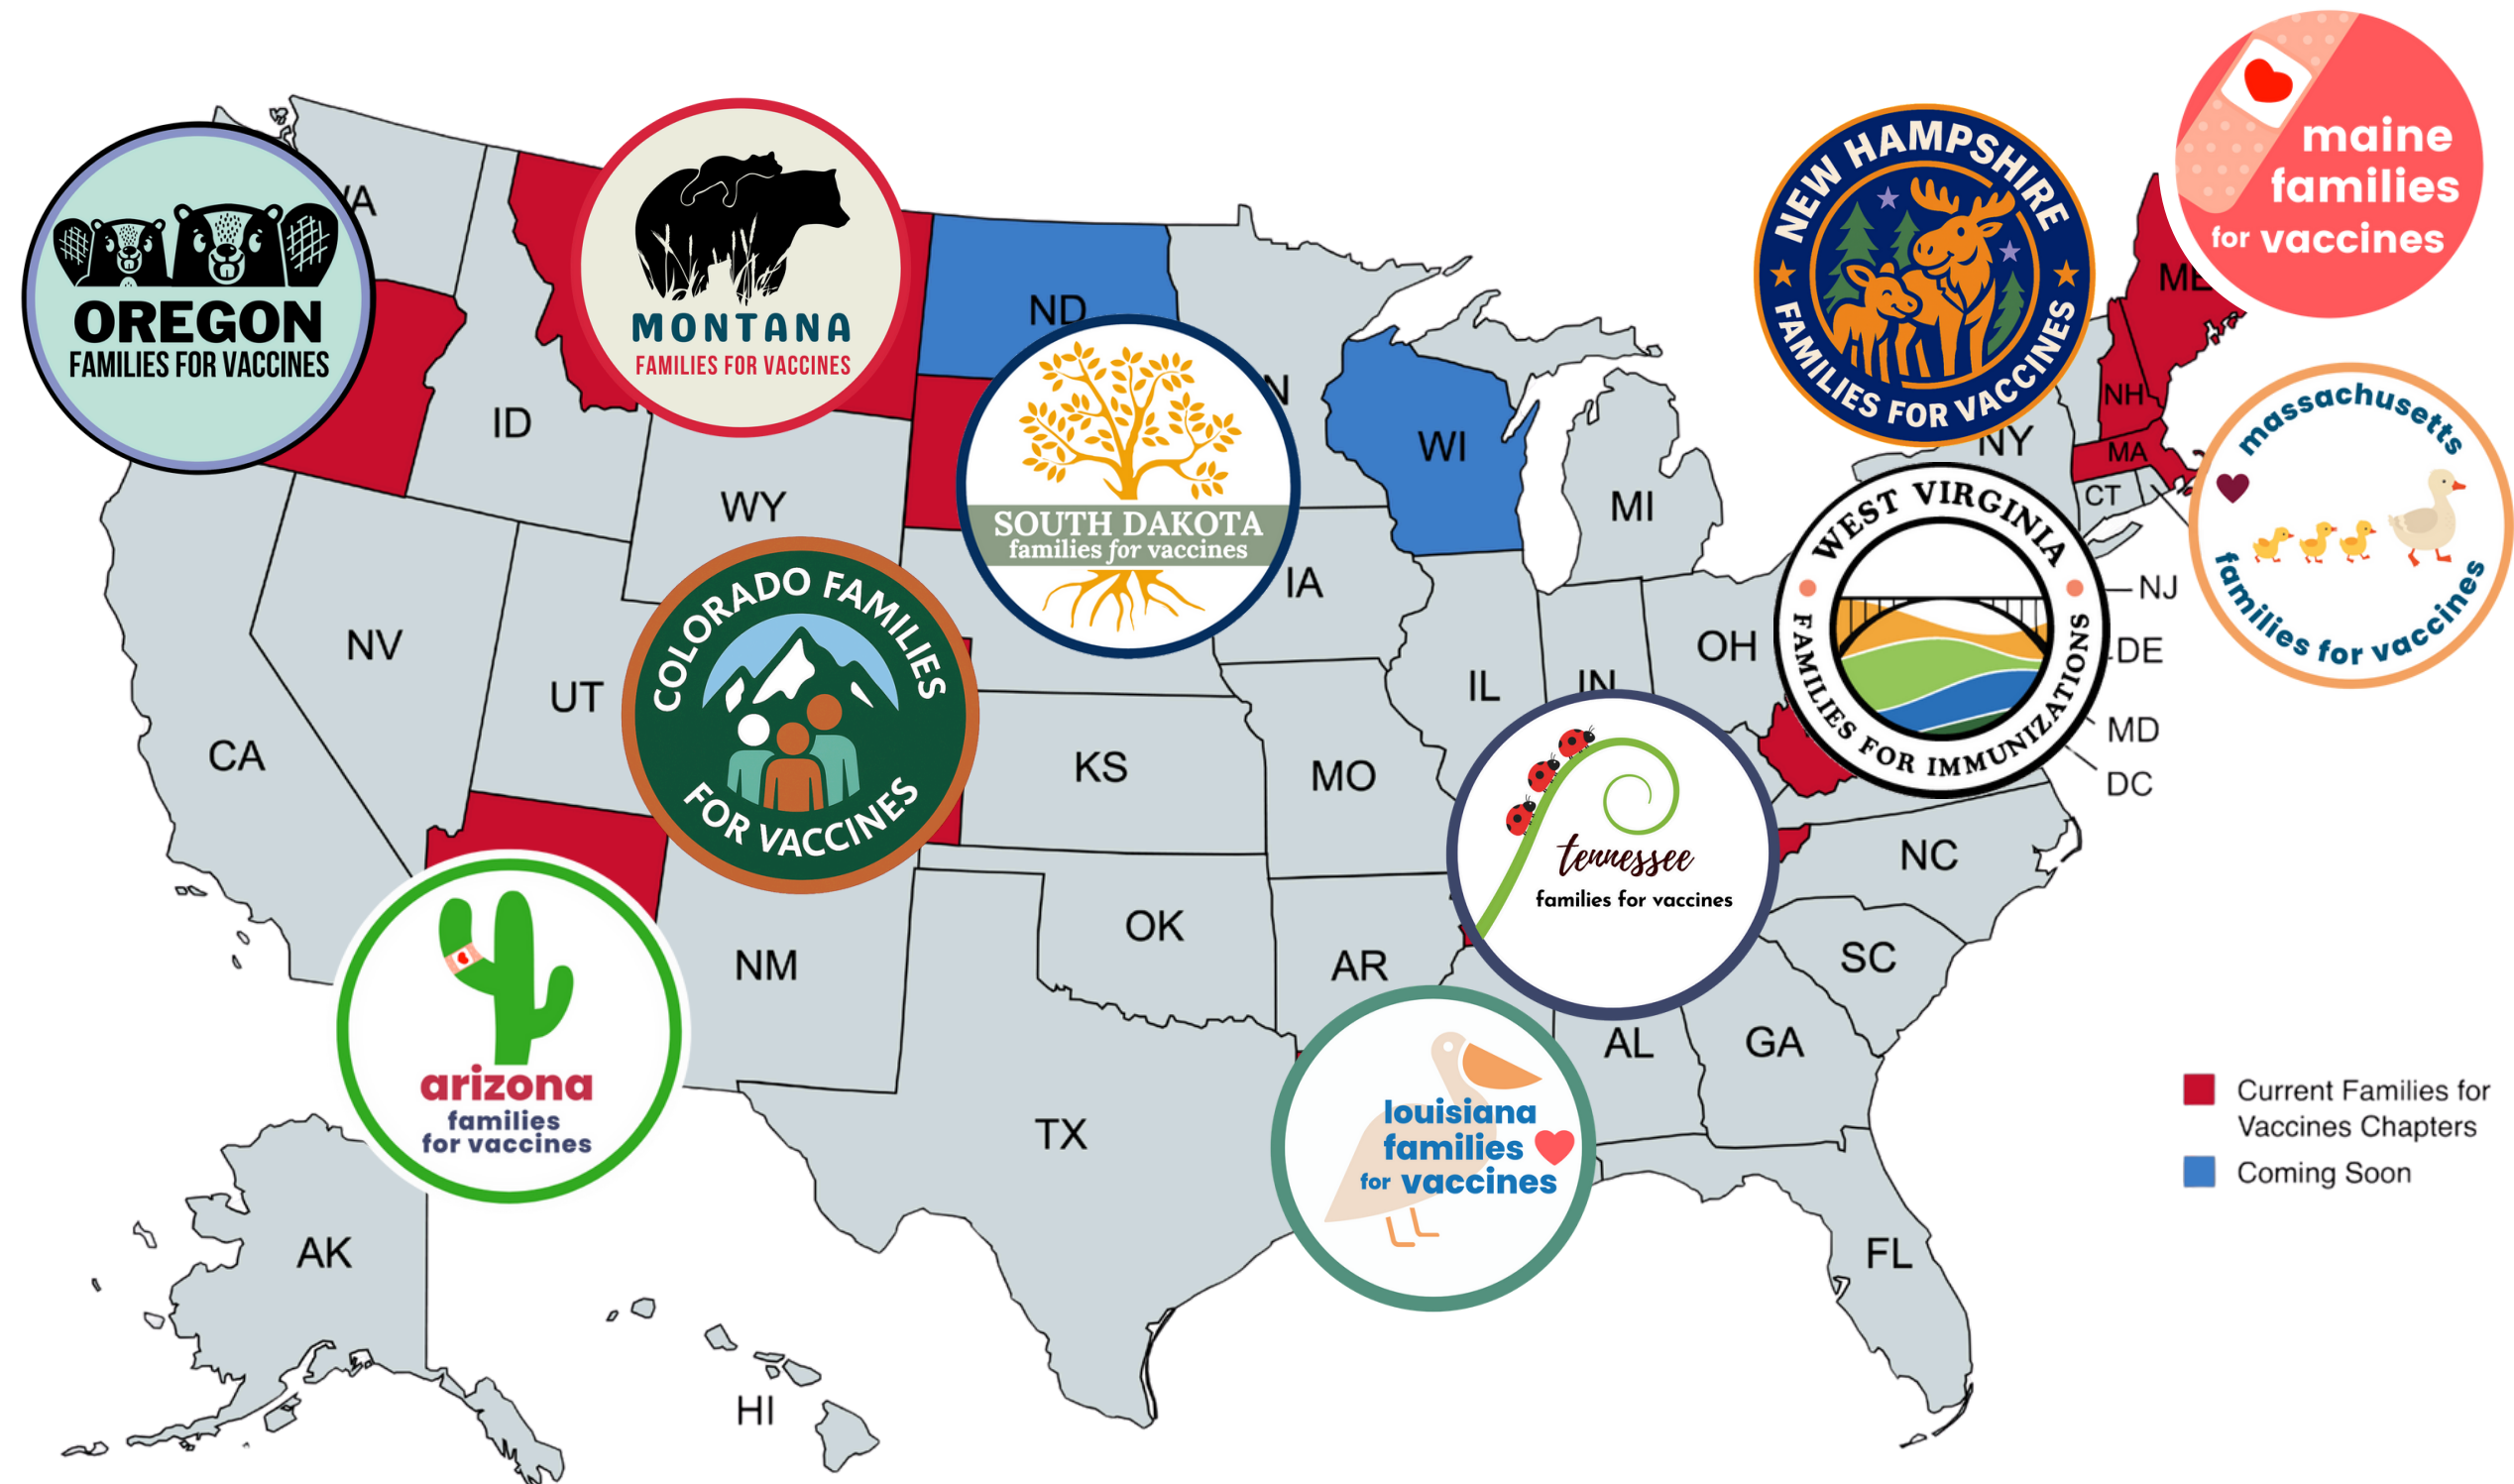 maine
families
for vaccines
NEW HAMPSHIRE
FAMILIES FOR VACCINES
MONTANA
FAMILIES FOR VACCINES
OREGON
FAMILIES FOR VACCINES
ND
ME
SOUTH DAKOTA
families for vaccines
massachusetts
families for vaccines
NH
MA
CT
NY
ID
WY
WI
MI
WEST VIRGINIA
FAMILIES FOR IMMUNIZATIONS
NJ
DE
MD
DC
COLORADO FAMILIES
FOR VACCINES
IA
NV
UT
CA
KS
MO
IL
IN
OH
tennessee
families for vaccines
NC
SC
OK
AR
NM
arizona
families
for vaccines
TX
AL
GA
louisiana
families
for vaccines
FL
AK
HI
Current Families for
Vaccines Chapters
Coming Soon